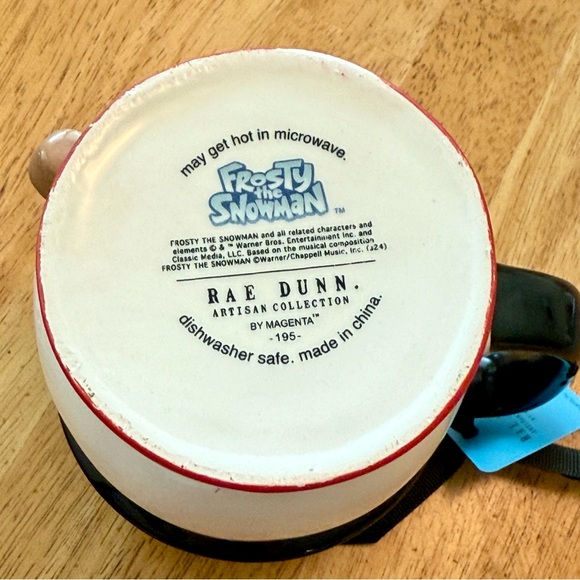 may get hot in microwave.
FROSTY
the
SNOWMAN ™
FROSTY THE SNOWMAN and all related characters and
elements © & ™ Warner Bros. Entertainment Inc. and
Classic Media, LLC. Based on the musical composition
FROSTY THE SNOWMAN ©Warner/Chappell Music, Inc. (s24)
RAE DUNN.
ARTISAN COLLECTION
BY MAGENTA™
-195-
dishwasher safe. made in china.